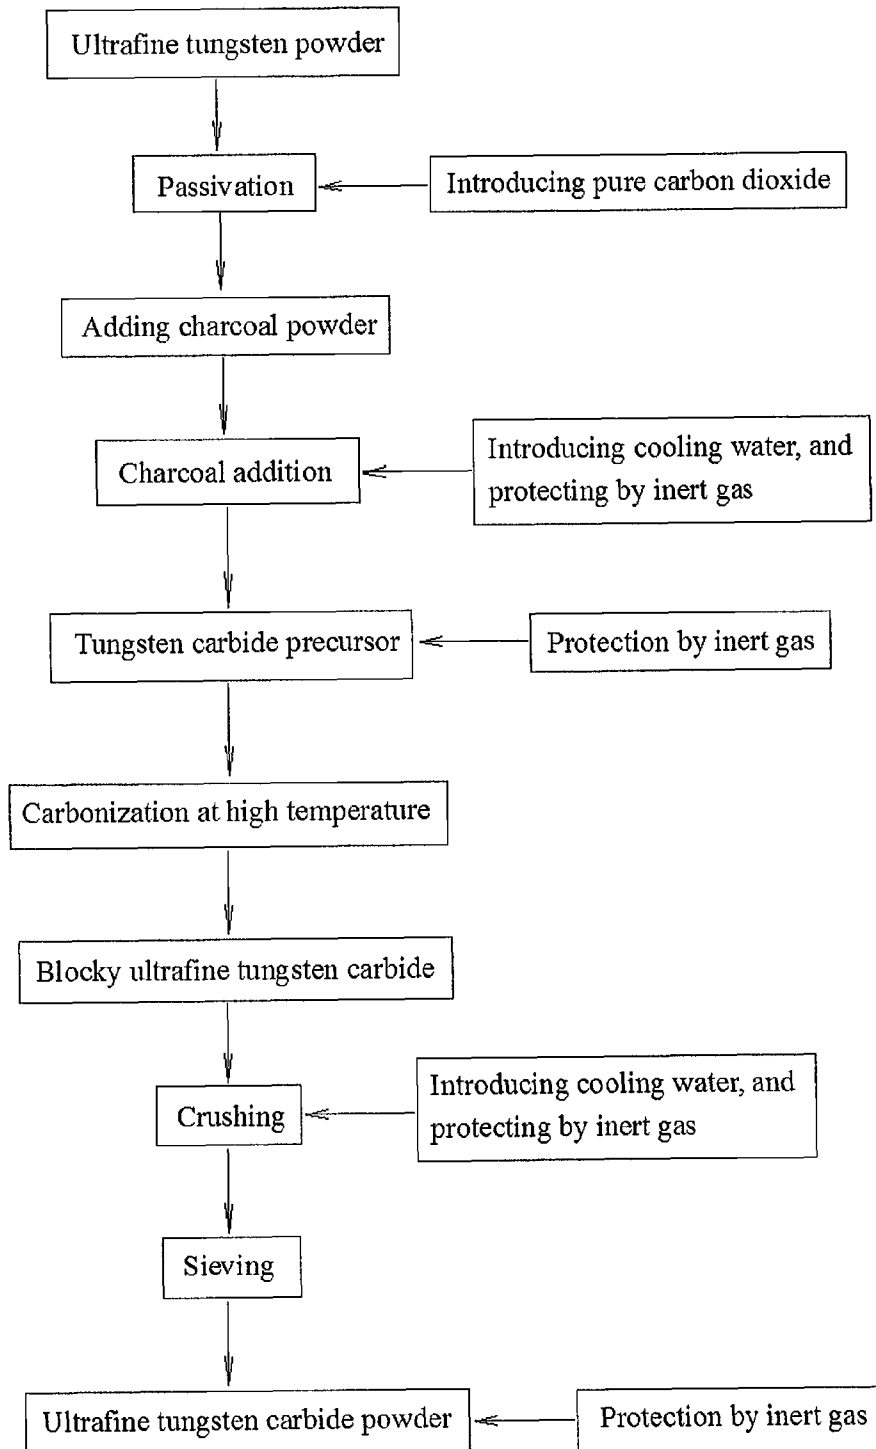 Ultrafine tungsten powder
Passivation
Introducing pure carbon dioxide
Adding charcoal powder
Charcoal addition
Introducing cooling water, and
protecting by inert gas
Tungsten carbide precursor
Protection by inert gas
Carbonization at high temperature
Blocky ultrafine tungsten carbide
Crushing
Introducing cooling water, and
protecting by inert gas
Sieving
Ultrafine tungsten carbide powder
Protection by inert gas